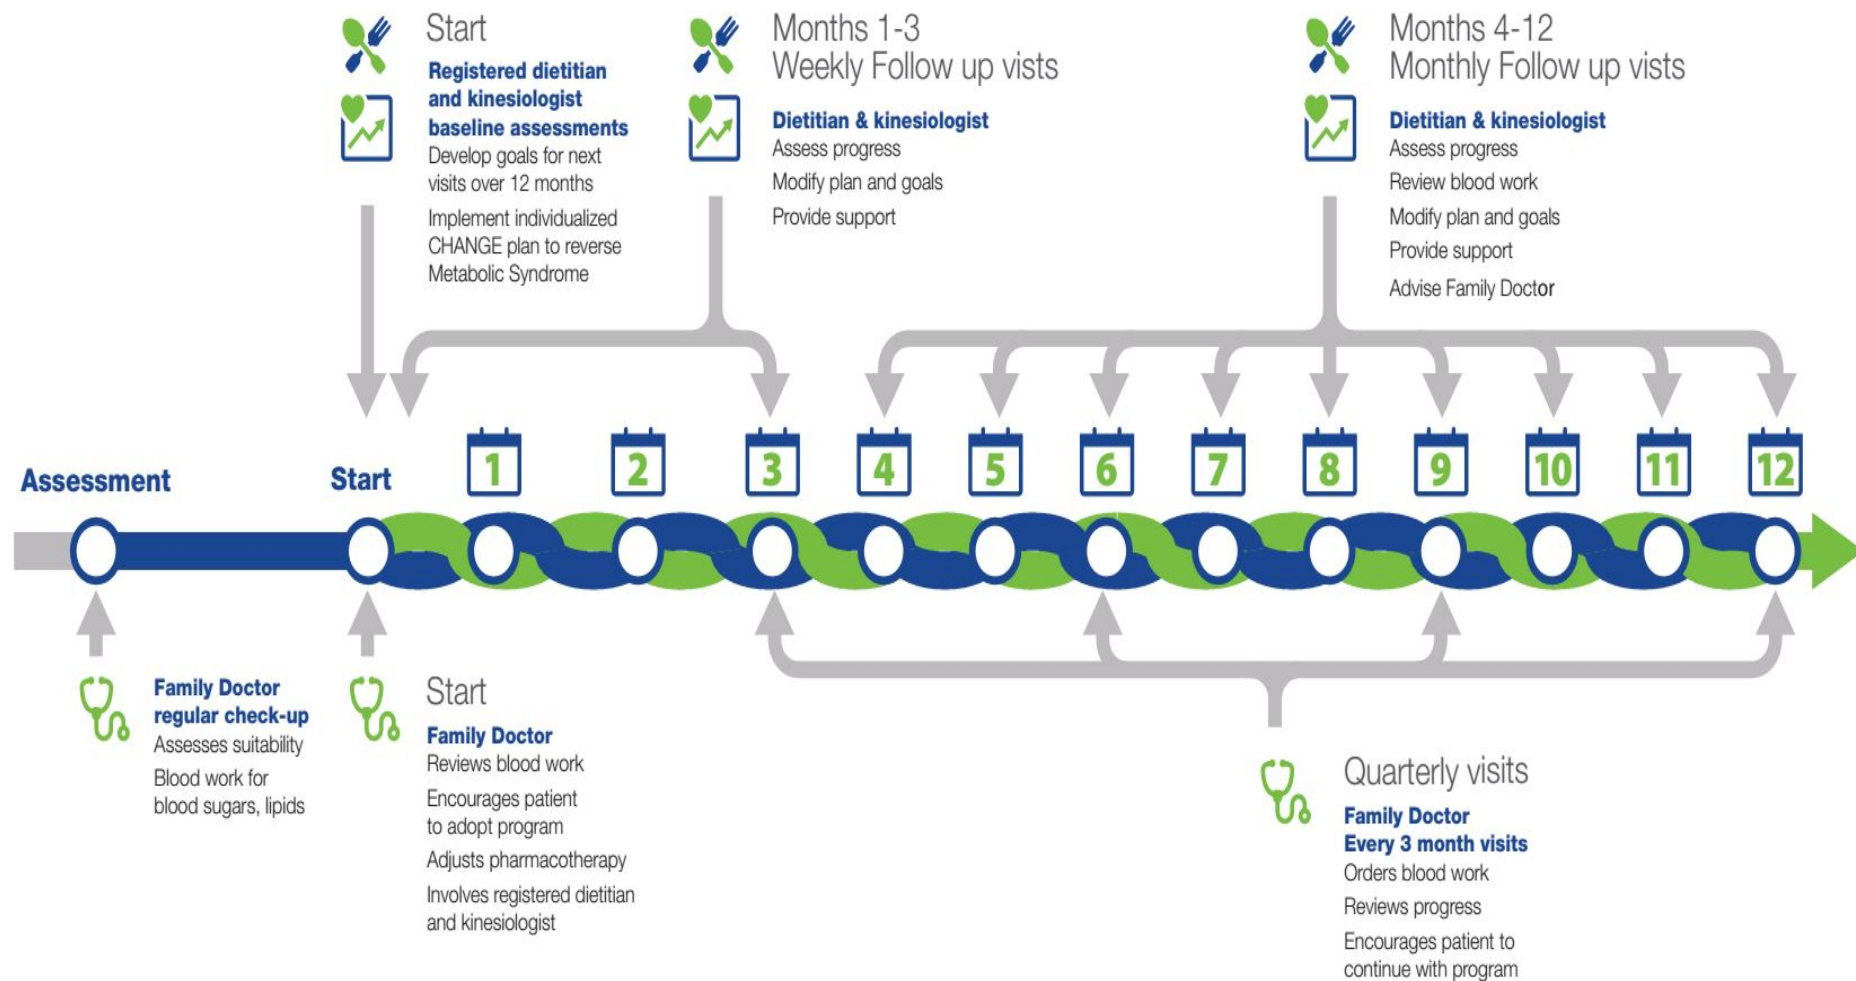 Start
Registered dietitian
and kinesiologist
baseline assessments
Develop goals for next
visits over 12 months
Implement individualized
CHANGE plan to reverse
Metabolic Syndrome
Months 1-3
Weekly Follow up vists
Dietitian & kinesiologist
Assess progress
Modify plan and goals
Provide support
Months 4-12
Monthly Follow up vists
Dietitian & kinesiologist
Assess progress
Review blood work
Modify plan and goals
Provide support
Advise Family Doctor
Assessment
Start
1
2
3
4
5
6
7
8
9
10
11
12
Family Doctor
regular check-up
Assesses suitability
Blood work for
blood sugars, lipids
Start
Family Doctor
Reviews blood work
Encourages patient
to adopt program
Adjusts pharmacotherapy
Involves registered dietitian
and kinesiologist
Quarterly visits
Family Doctor
Every 3 month visits
Orders blood work
Reviews progress
Encourages patient to
continue with program